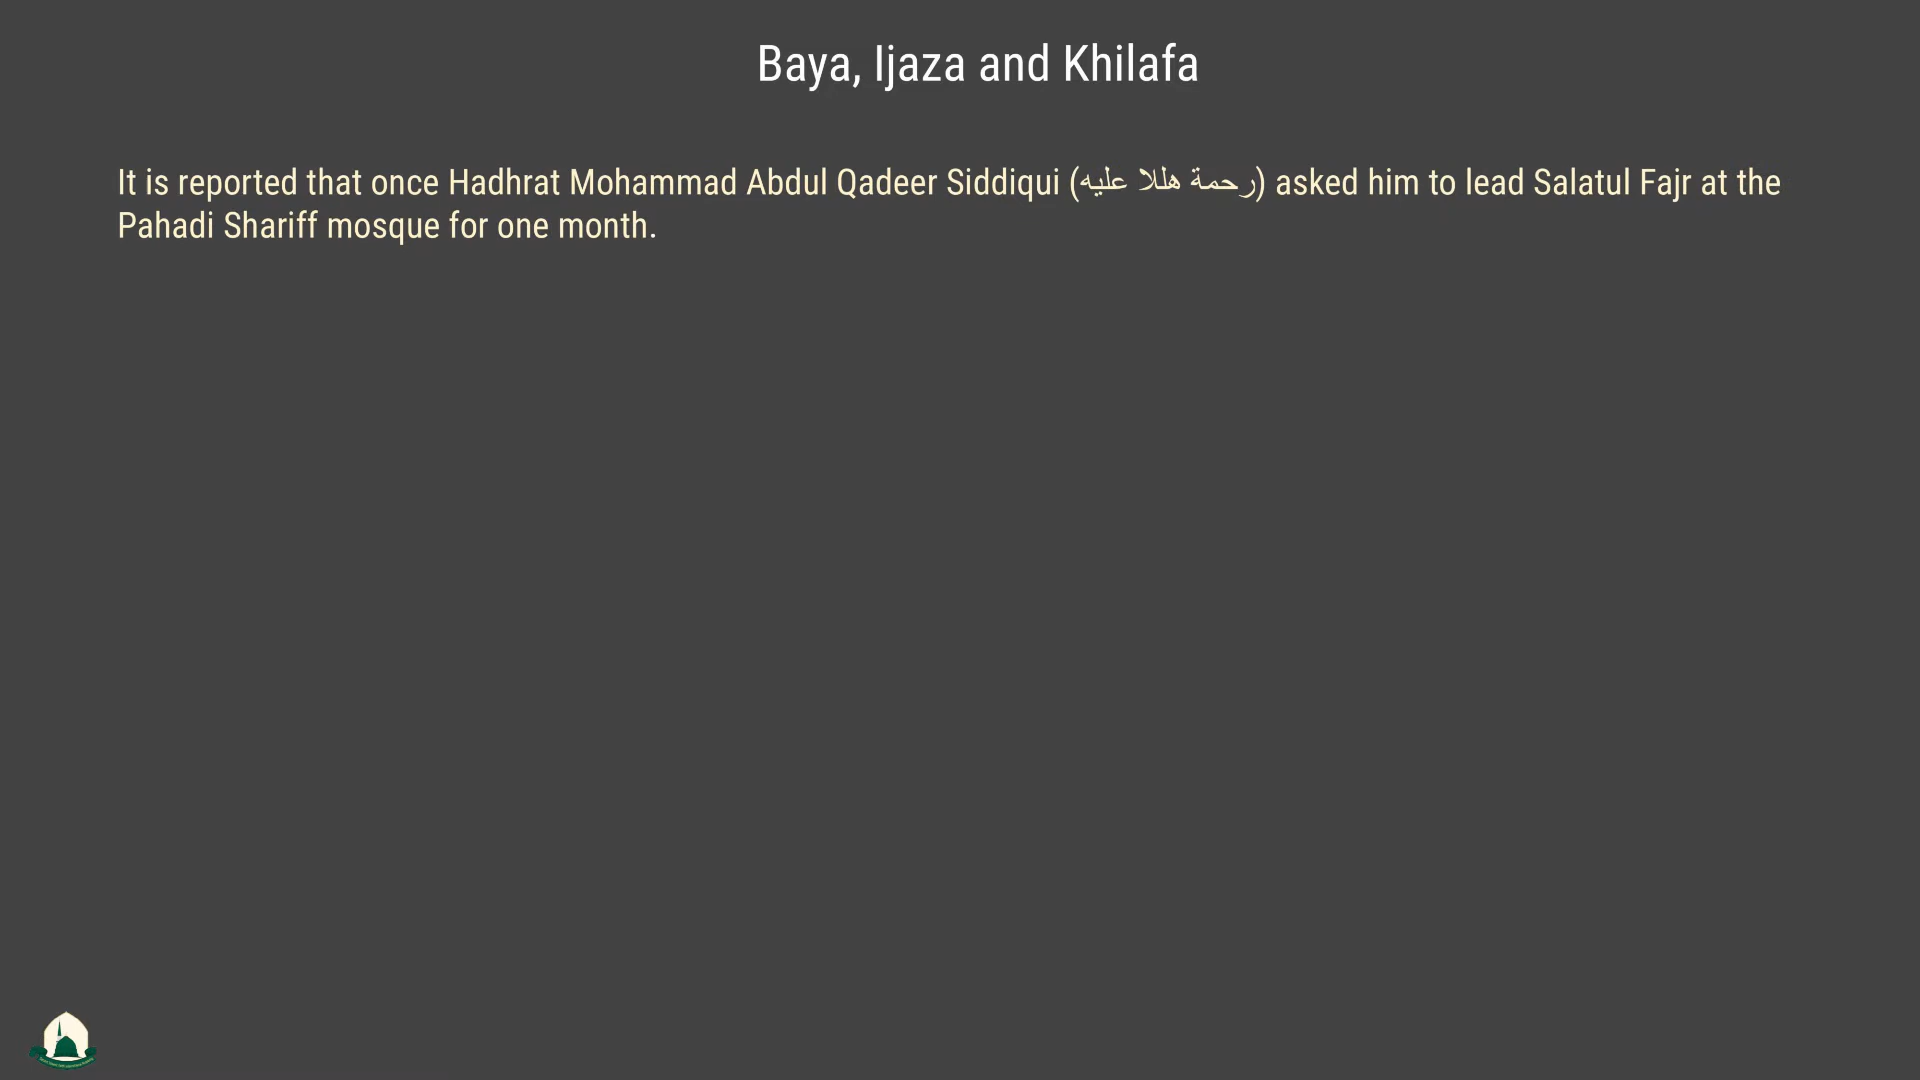 Baya, Ijaza and Khilafa
It is reported that once Hadhrat Mohammad Abdul Qadeer Siddiqui (رحمة هللا عليه) asked him to lead Salatul Fajr at the
Pahadi Shariff mosque for one month.